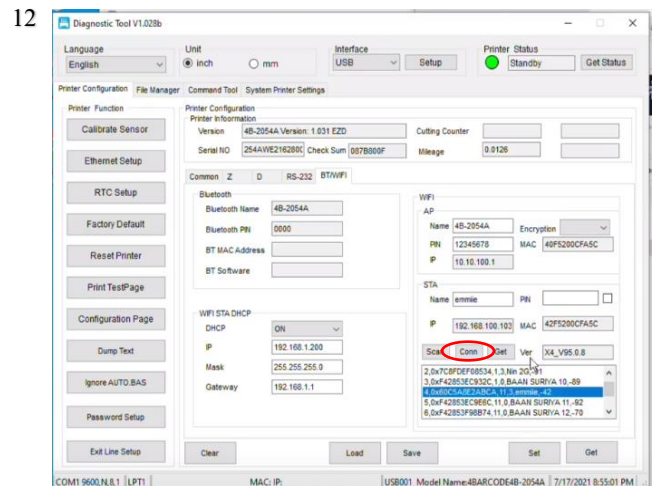 12
Diagnostic Tool V1.028b
Language
English
Unit
inch
mm
Interface
USB
Setup
Printer Status
Standby
Get Status
Printer Configuration
File Manager
Command Tool
System Printer Settings
Printer Function
Calibrate Sensor
Ethernet Setup
RTC Setup
Factory Default
Reset Printer
Print TestPage
Configuration Page
Dump Text
Ignore AUTO.BAS
Password Setup
Exit Line Setup
Printer Configuration
Printer Infoormation
Version 4B-2054A Version: 1.031 EZD
Cutting Counter
Serial NO 254AWE216280C Check Sum 087B800F
Mileage 0.0126
Common Z D RS-232 BT/WIFI
Bluetooth
Bluetooth Name 4B-2054A
Bluetooth PIN 0000
BT MAC Address
BT Software
WIFI STA DHCP
DHCP ON
IP 192.168.1.200
Mask 255.255.255.0
Gateway 192.168.1.1
WIFI
AP
Name 4B-2054A Encryption
PIN 12345678 MAC 40F5200CFA5C
IP 10.10.100.1
STA
Name emmie PIN
IP 192.168.100.103 MAC 42F5200CFA5C
Scan Conn Get Ver X4_V95.0.8
2,0x7C8FDEF08534,1,3,Nin 2G,-81
3,0xF42853EC932C,1,0,BAAN SURIYA 10,-89
4,0x60C5A8E2ABCA,11,3,emmie,-42
5,0xF42853EC9E6C,11,0,BAAN SURIYA 11,-92
6,0xF42853F98B74,11,0,BAAN SURIYA 12,-70
Clear Load Save Set Get
COM1 9600,N,8,1 LPT1 MAC: IP: USB001 Model Name:4BARCODE4B-2054A 7/17/2021 8:55:01 PM